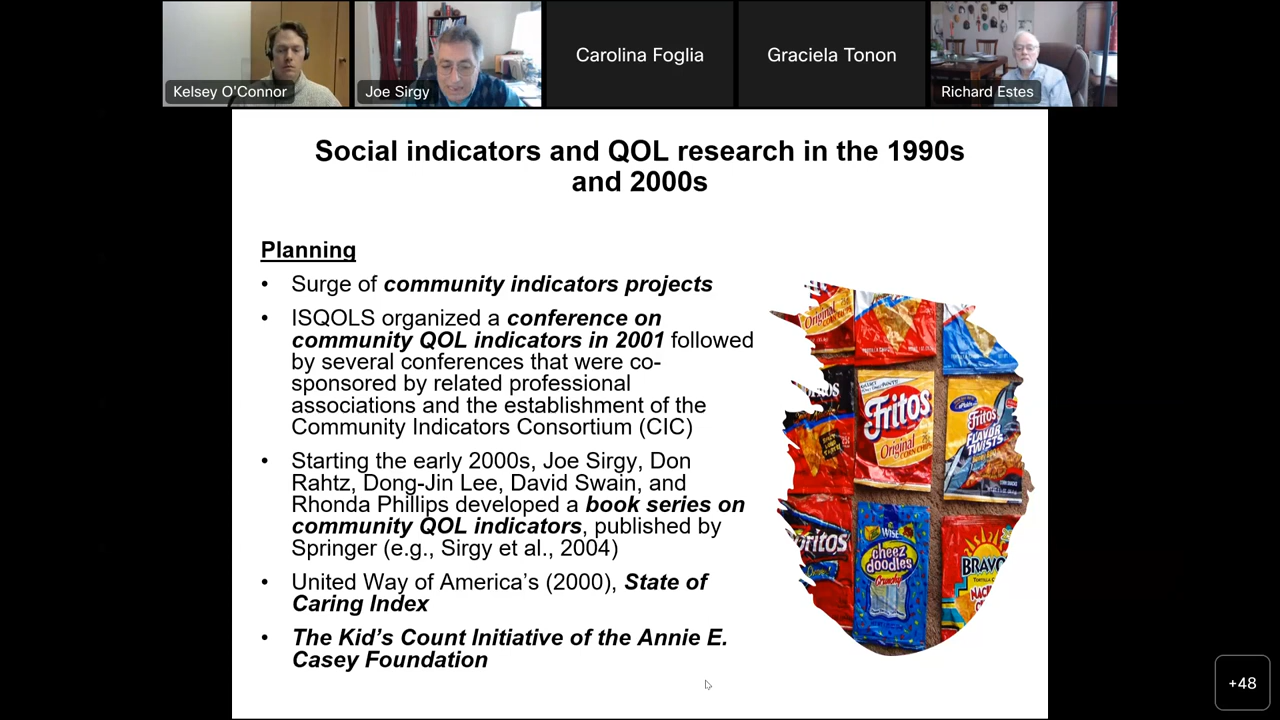 Kelsey O'Connor
Joe Sirgy
Carolina Foglia
Graciela Tonon
Richard Estes
Social indicators and QOL research in the 1990s
and 2000s
Planning
• Surge of community indicators projects
• ISQOLS organized a conference on
community QOL indicators in 2001 followed
by several conferences that were co-
sponsored by related professional
associations and the establishment of the
Community Indicators Consortium (CIC)
• Starting the early 2000s, Joe Sirgy, Don
Rahtz, Dong-Jin Lee, David Swain, and
Rhonda Phillips developed a book series on
community QOL indicators, published by
Springer (e.g., Sirgy et al., 2004)
• United Way of America’s (2000), State of
Caring Index
• The Kid’s Count Initiative of the Annie E.
Casey Foundation
Original
Fritos
Original
CORN CHIPS
Fritos
FLAVOR
TWISTS
WISE
cheez
doodles
Crunchy
BRAVO
+48